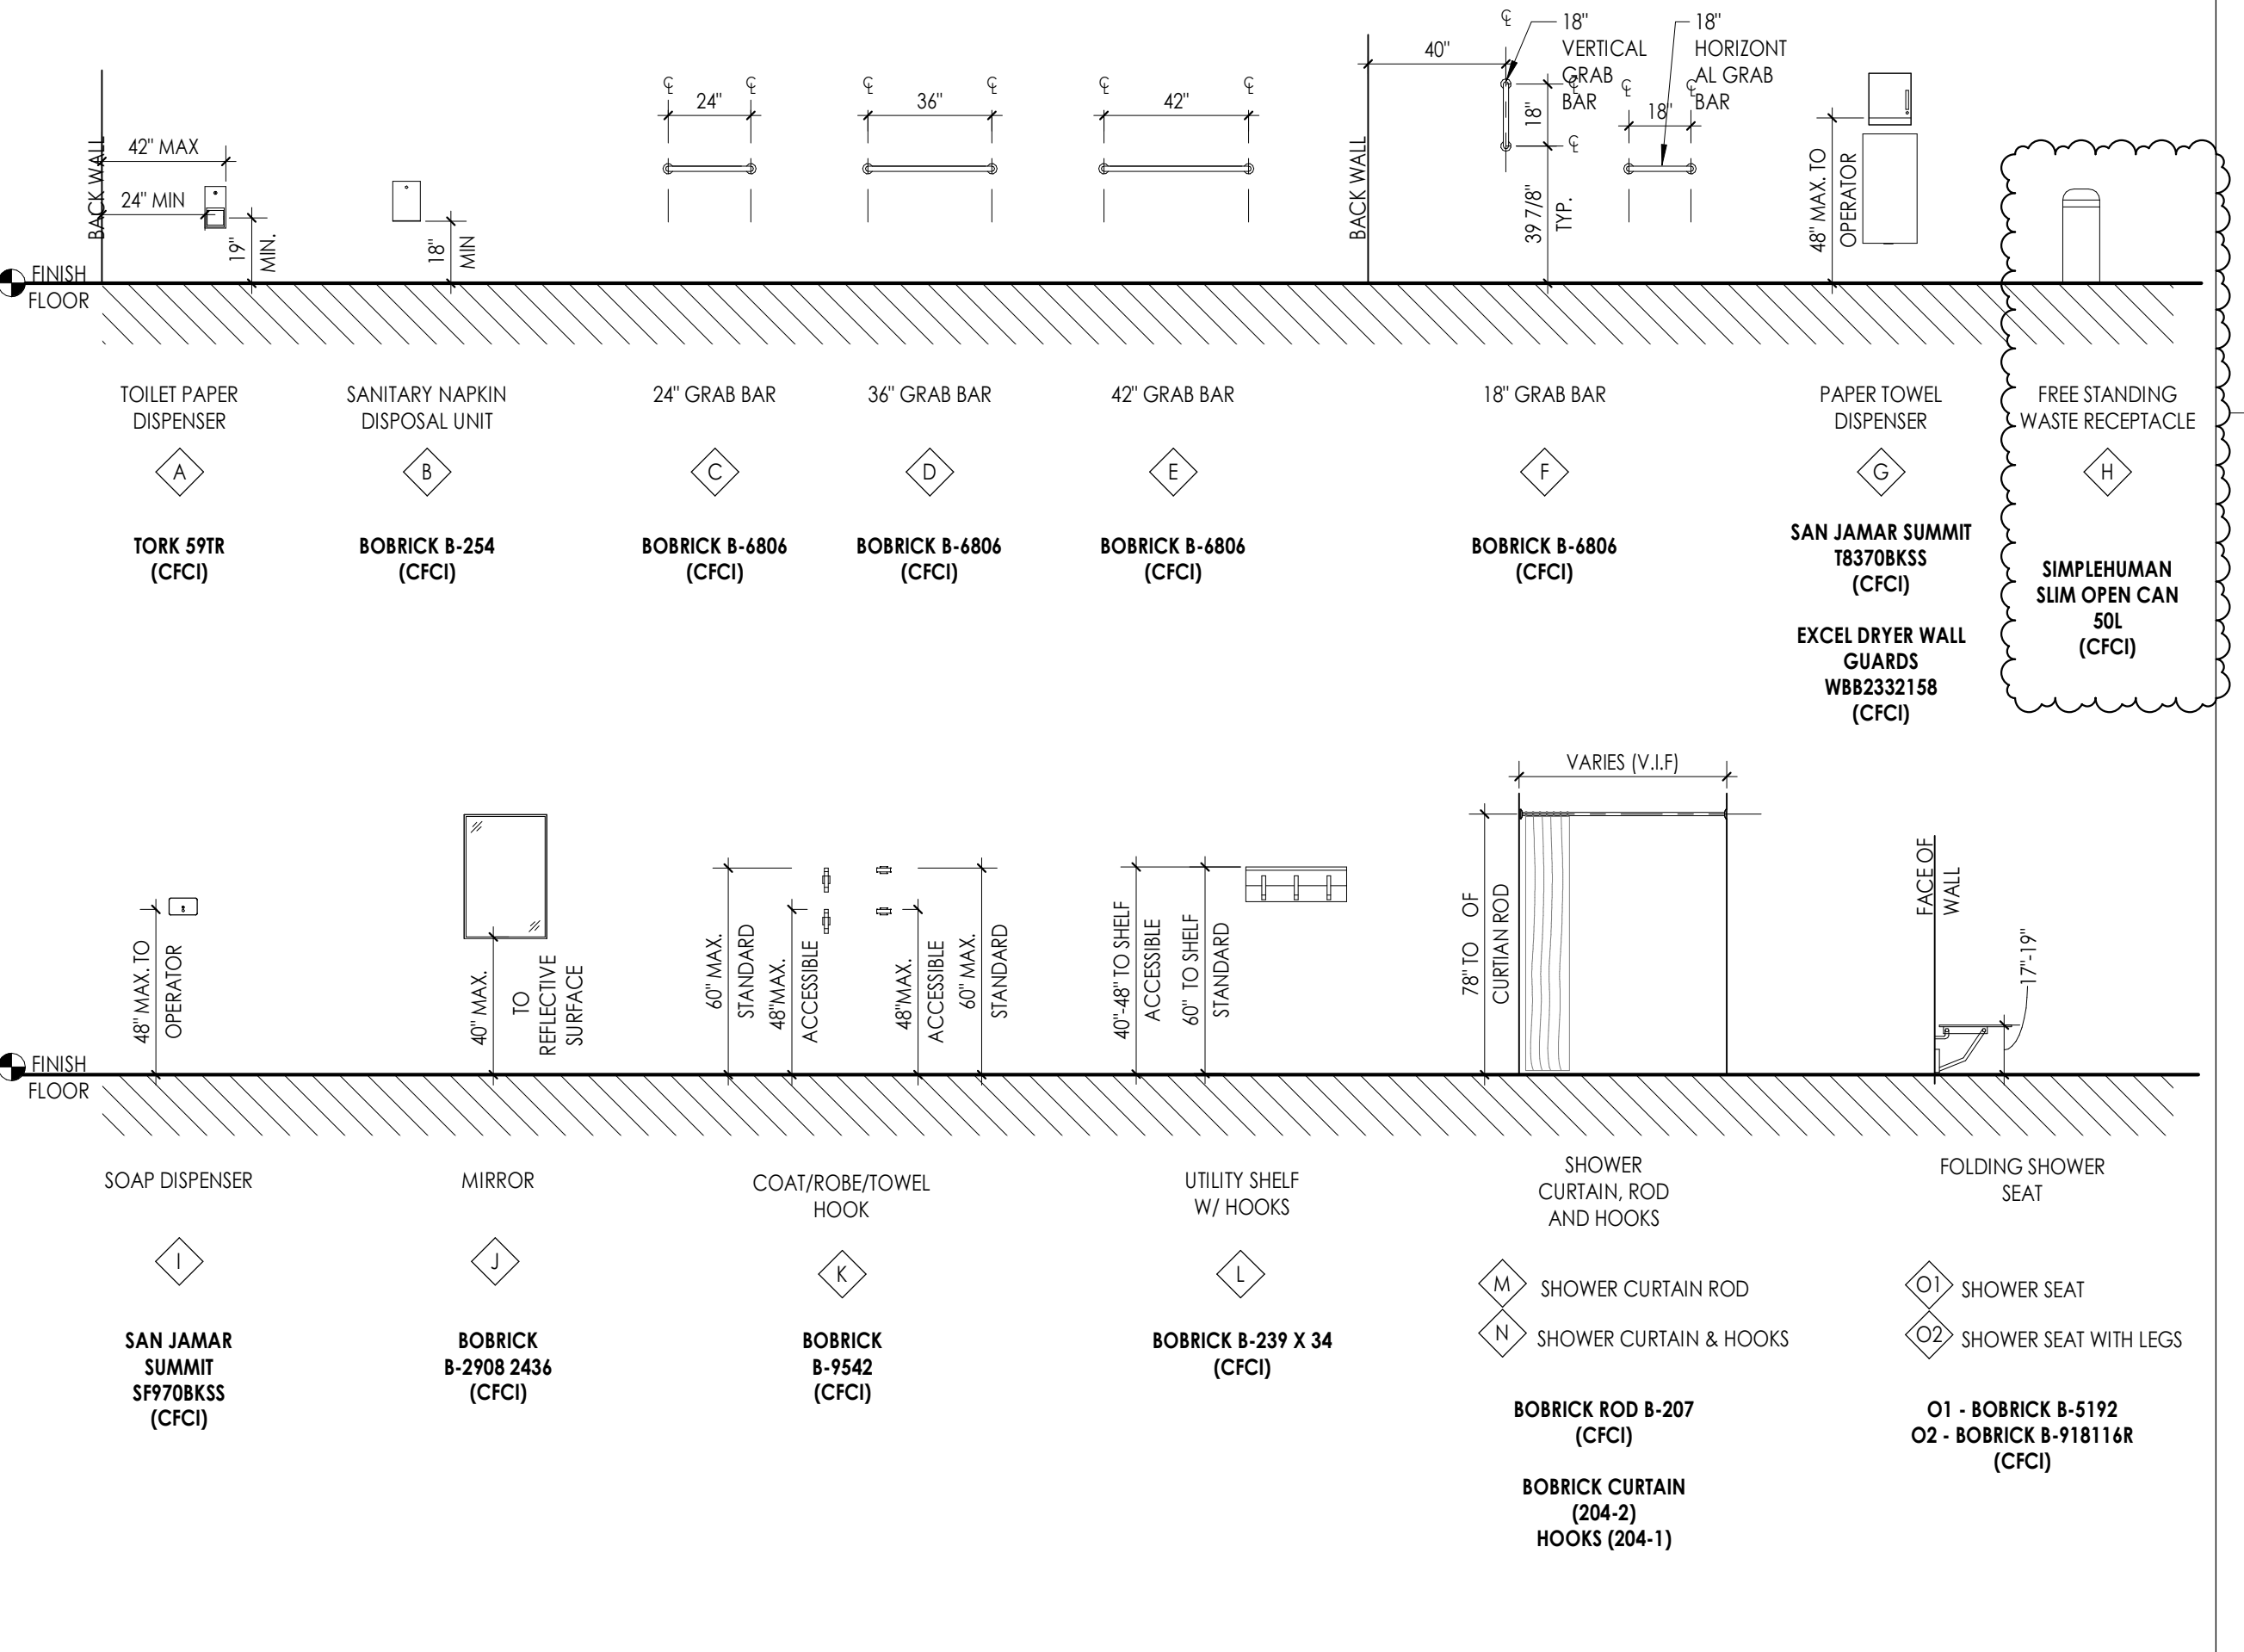 ℄
18"
VERTICAL
GRAB
BAR
18"
HORIZONT
AL GRAB
BAR
40"
℄
℄
24"
℄
℄
36"
℄
℄
42"
℄
18"
℄
39 7/8"
TYP.
℄
℄
18"
BACK WALL
42" MAX
24" MIN
19"
MIN.
18"
MIN
BACK WALL
48" MAX. TO
OPERATOR
FINISH
FLOOR
TOILET PAPER
DISPENSER
A
TORK 59TR
(CFCI)
SANITARY NAPKIN
DISPOSAL UNIT
B
BOBRICK B-254
(CFCI)
24" GRAB BAR
C
BOBRICK B-6806
(CFCI)
36" GRAB BAR
D
BOBRICK B-6806
(CFCI)
42" GRAB BAR
E
BOBRICK B-6806
(CFCI)
18" GRAB BAR
F
BOBRICK B-6806
(CFCI)
PAPER TOWEL
DISPENSER
G
SAN JAMAR SUMMIT
T8370BKSS
(CFCI)
EXCEL DRYER WALL
GUARDS
WBB2332158
(CFCI)
FREE STANDING
WASTE RECEPTACLE
H
SIMPLEHUMAN
SLIM OPEN CAN
50L
(CFCI)
48" MAX. TO
OPERATOR
40" MAX.
TO
REFLECTIVE
SURFACE
60" MAX.
STANDARD
48"MAX.
ACCESSIBLE
48"MAX.
ACCESSIBLE
60" MAX.
STANDARD
40"-48" TO SHELF
ACCESSIBLE
60" TO SHELF
STANDARD
VARIES (V.I.F)
78" TO OF
CURTIAN ROD
FACE OF
WALL
17"-19"
FINISH
FLOOR
SOAP DISPENSER
I
SAN JAMAR
SUMMIT
SF970BKSS
(CFCI)
MIRROR
J
BOBRICK
B-2908 2436
(CFCI)
COAT/ROBE/TOWEL
HOOK
K
BOBRICK
B-9542
(CFCI)
UTILITY SHELF
W/ HOOKS
L
BOBRICK B-239 X 34
(CFCI)
SHOWER
CURTAIN, ROD
AND HOOKS
M SHOWER CURTAIN ROD
N SHOWER CURTAIN & HOOKS
BOBRICK ROD B-207
(CFCI)
BOBRICK CURTAIN
(204-2)
HOOKS (204-1)
FOLDING SHOWER
SEAT
O1 SHOWER SEAT
O2 SHOWER SEAT WITH LEGS
O1 - BOBRICK B-5192
O2 - BOBRICK B-918116R
(CFCI)